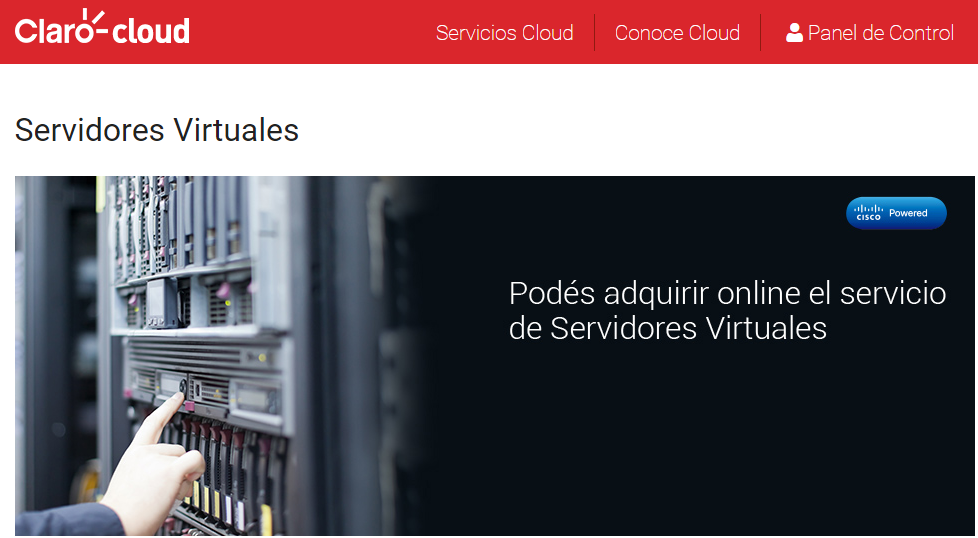 Claro-cloud
Servicios Cloud
Conoce Cloud
Panel de Control
Servidores Virtuales
CISCO Powered
Podés adquirir online el servicio
de Servidores Virtuales